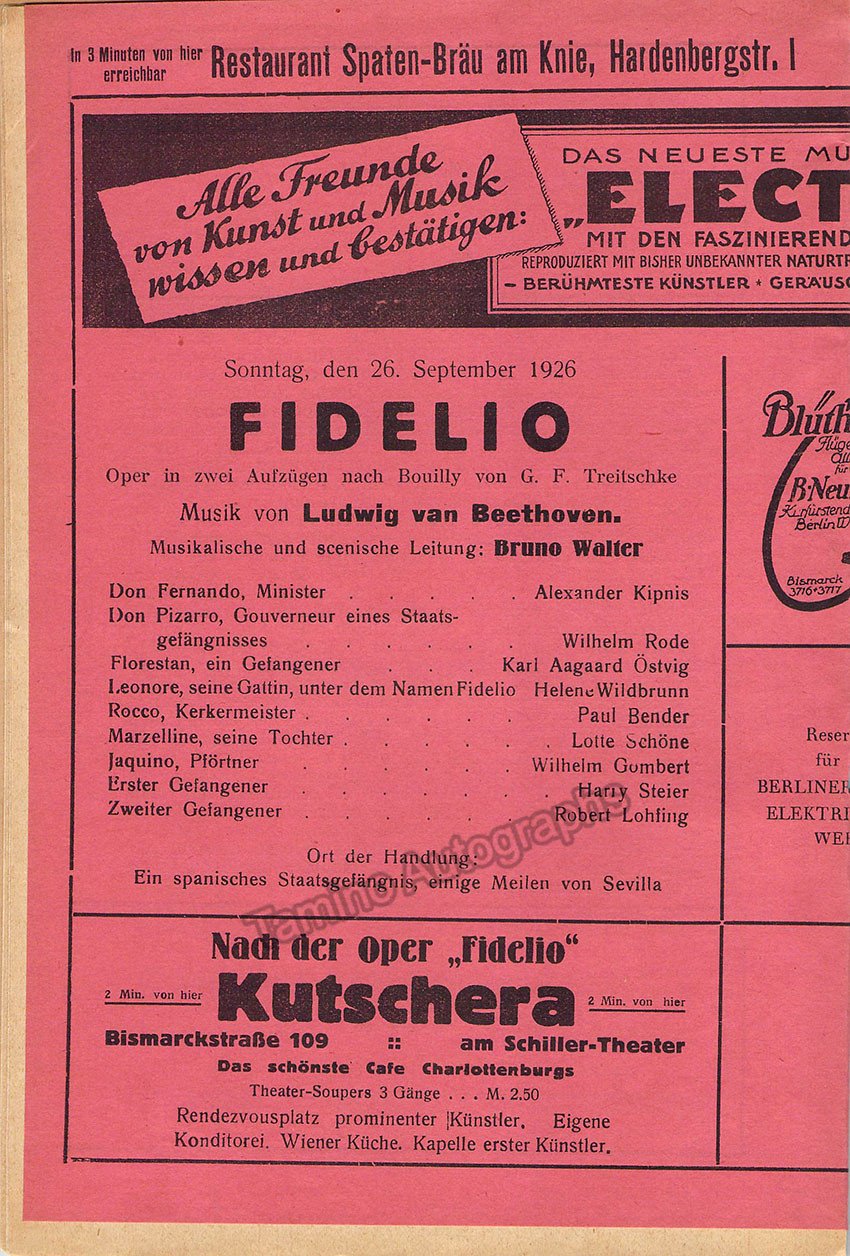 In 3 Minuten von hier erreichbar Restaurant Spaten-Bräu am Knie, Hardenbergstr. 1
Alle Freunde
von Kunst und Musik
wissen und bestätigen:
DAS NEUESTE MU
„ELECT
MIT DEN FASZINIEREND
REPRODUZIERT MIT BISHER UNBEKANNTER NATURTR
– BERÜHMTESTE KÜNSTLER * GERÄUSC
Sonntag, den 26. September 1926
FIDELIO
Oper in zwei Aufzügen nach Bouilly von G. F. Treitschke
Musik von Ludwig van Beethoven.
Musikalische und scenische Leitung: Bruno Walter
Don Fernando, Minister . . . . . Alexander Kipnis
Don Pizarro, Gouverneur eines Staats-
gefängnisses . . . . . . Wilhelm Rode
Florestan, ein Gefangener . . . Karl Aagaard Östvig
Leonore, seine Gattin, unter dem Namen Fidelio Helene Wildbrunn
Rocco, Kerkermeister . . . . . . Paul Bender
Marzelline, seine Tochter . . . . . . Lotte Schöne
Jaquino, Pförtner . . . . . . Wilhelm Gombert
Erster Gefangener . . . . . . Harry Steier
Zweiter Gefangener . . . . . . Robert Lohfing
Ort der Handlung:
Ein spanisches Staatsgefängnis, einige Meilen von Sevilla
Tamino Autographs
Nach der Oper „Fidelio“
2 Min. von hier Kutschera 2 Min. von hier
Bismarckstraße 109 :: am Schiller-Theater
Das schönste Cafe Charlottenburgs
Theater-Soupers 3 Gänge . . . M. 2.50
Rendezvousplatz prominenter Künstler. Eigene
Konditorei. Wiener Küche. Kapelle erster Künstler.
Blüth
Flüge
für
B. Neu
Kurfürstend
Berlin W
Bismarck
3716+3717
Reser
für
BERLINER
ELEKTRI
WE